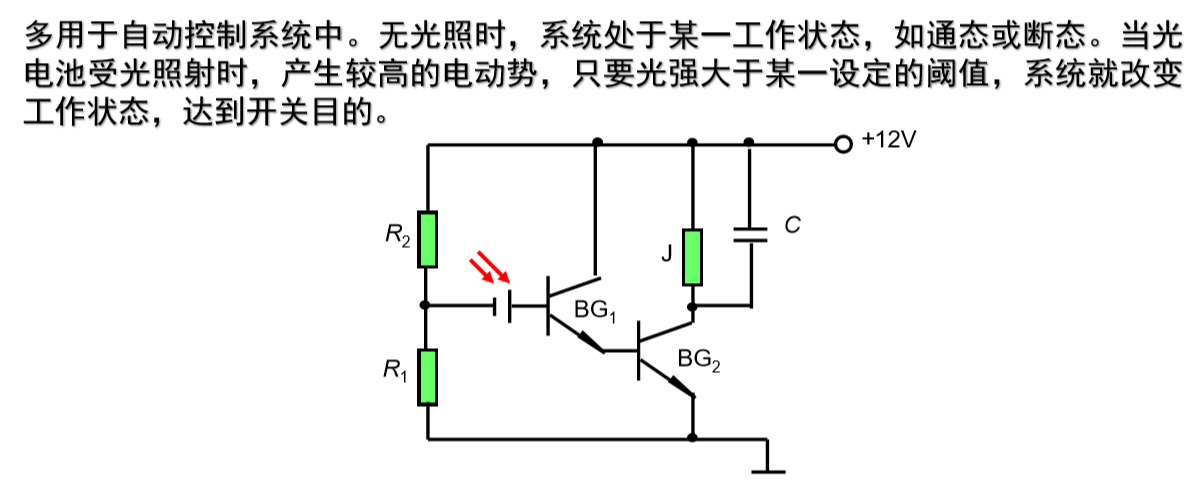 多用于自动控制系统中。无光照时，系统处于某一工作状态，如通态或断态。当光
电池受光照射时，产生较高的电动势，只要光强大于某一设定的阈值，系统就改变
工作状态，达到开关目的。
+12V
R₂
J
C
BG₁
R₁
BG₂